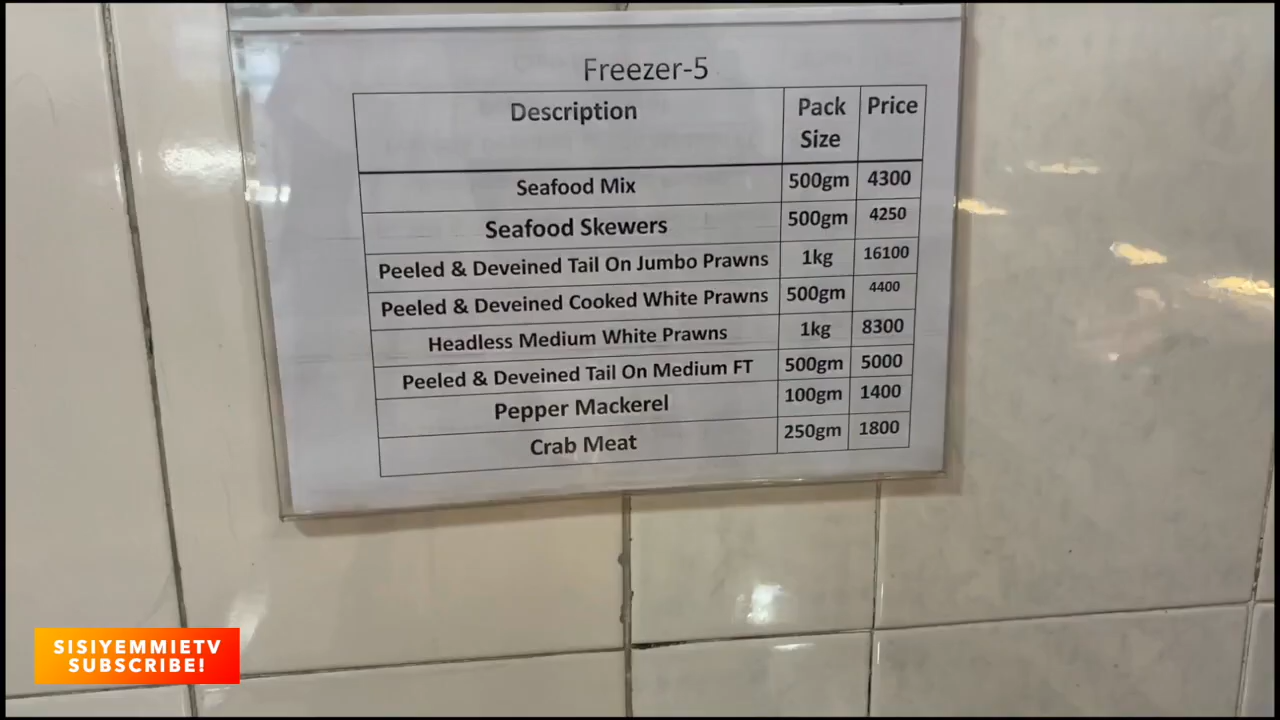 Freezer-5
Description Pack Size Price
Seafood Mix 500gm 4300
Seafood Skewers 500gm 4250
Peeled & Deveined Tail On Jumbo Prawns 1kg 16100
Peeled & Deveined Cooked White Prawns 500gm 4400
Headless Medium White Prawns 1kg 8300
Peeled & Deveined Tail On Medium FT 500gm 5000
Pepper Mackerel 100gm 1400
Crab Meat 250gm 1800
SISIYEMMIETV
SUBSCRIBE!